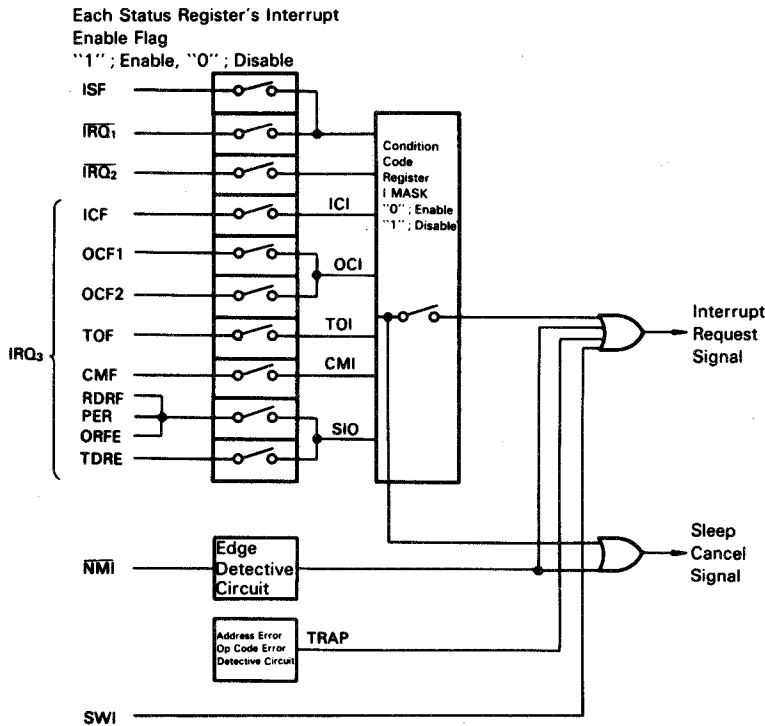 Each Status Register's Interrupt
Enable Flag
"1" ; Enable, "0" ; Disable
ISF
IRQ1
IRQ2
ICF
ICI
OCF1
OCI
OCF2
TOF
TOI
IRQ3
CMF
CMI
RDRF
PER
ORFE
SIO
TDRE
Condition
Code
Register
I MASK
"0" ; Enable
"1" ; Disable
Interrupt
Request
Signal
NMI
Edge
Detective
Circuit
Sleep
Cancel
Signal
Address Error
Op Code Error
Detective Circuit
TRAP
SWI